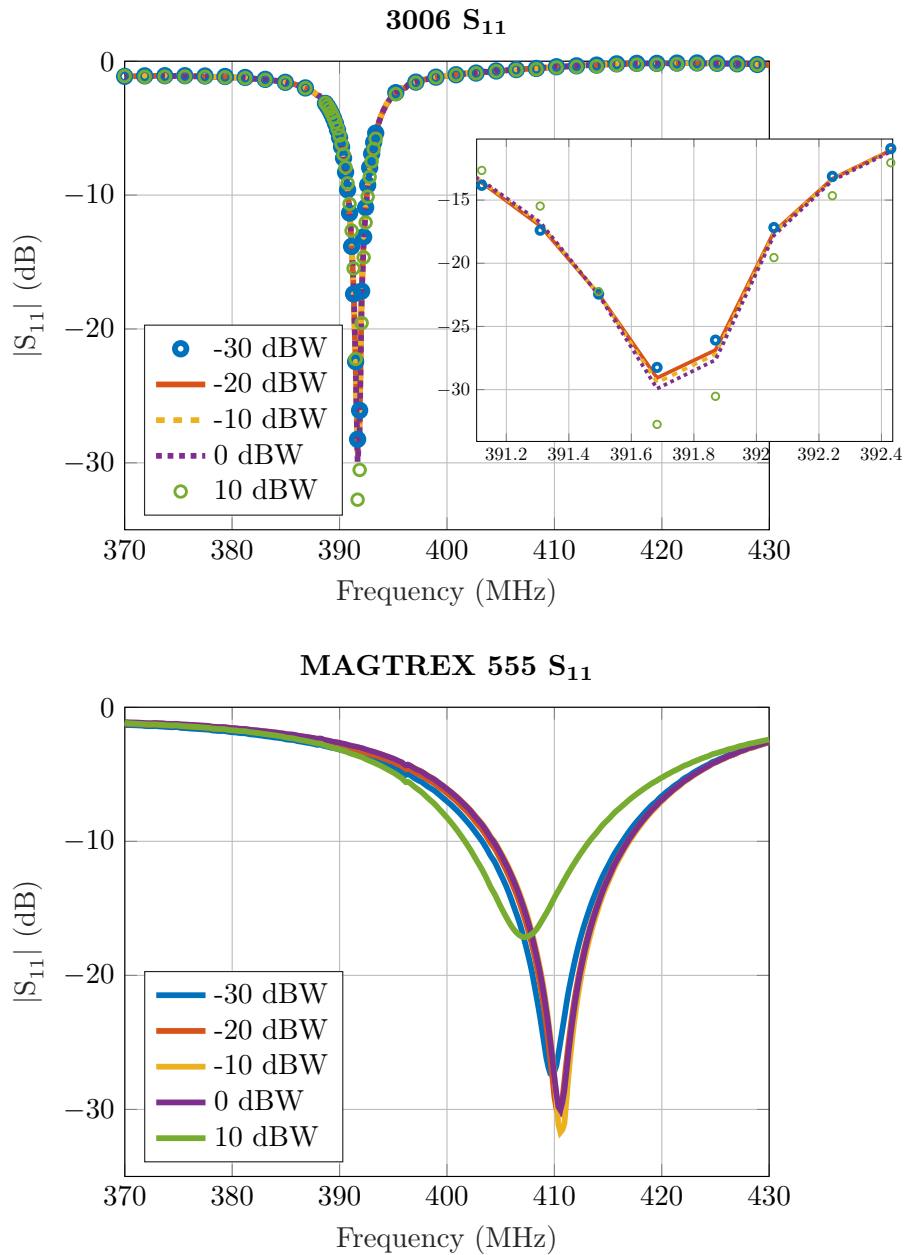 3006 S₁₁
0
−10
−20
−30
|S₁₁| (dB)
370 380 390 400 410 420 430
Frequency (MHz)
-30 dBW
-20 dBW
-10 dBW
0 dBW
10 dBW
−15
−20
−25
−30
391.2 391.4 391.6 391.8 392 392.2 392.4
MAGTREX 555 S₁₁
0
−10
−20
−30
|S₁₁| (dB)
370 380 390 400 410 420 430
Frequency (MHz)
-30 dBW
-20 dBW
-10 dBW
0 dBW
10 dBW